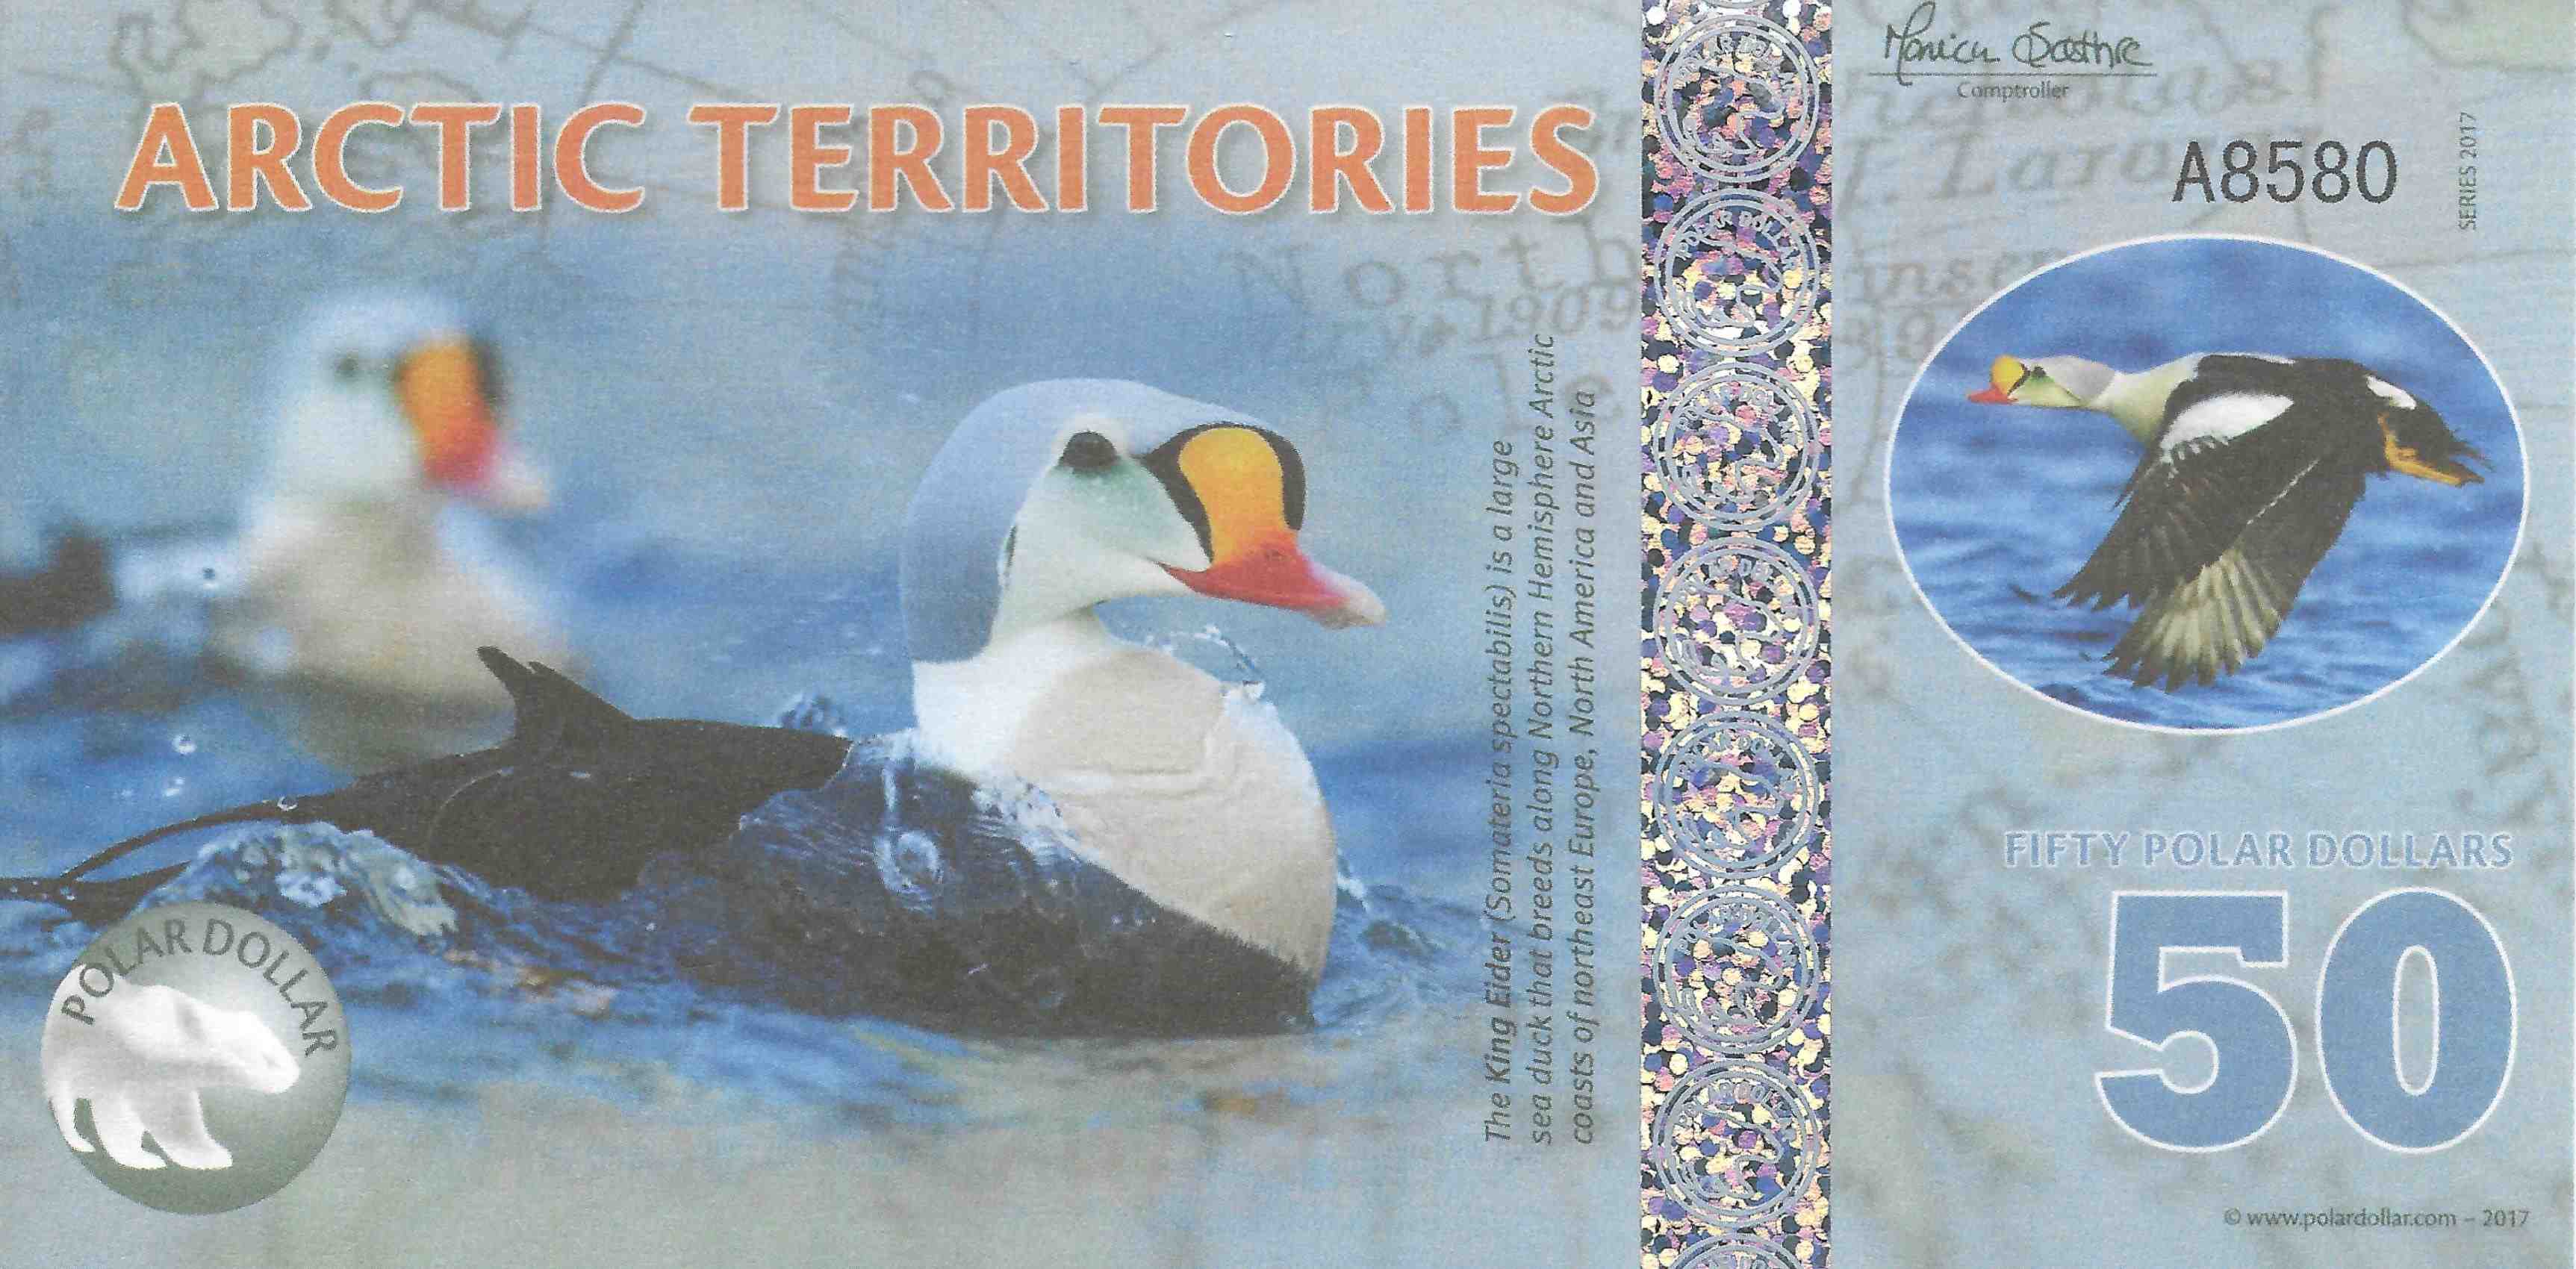 Monica Sæthre
Comptroller
ARCTIC TERRITORIES
A8580
SERIES 2017
North
1909
The King Eider (Somateria spectabilis) is a large
sea duck that breeds along Northern Hemisphere Arctic
coasts of northeast Europe, North America and Asia
FIFTY POLAR DOLLARS
50
POLAR DOLLAR
© www.polardollar.com – 2017